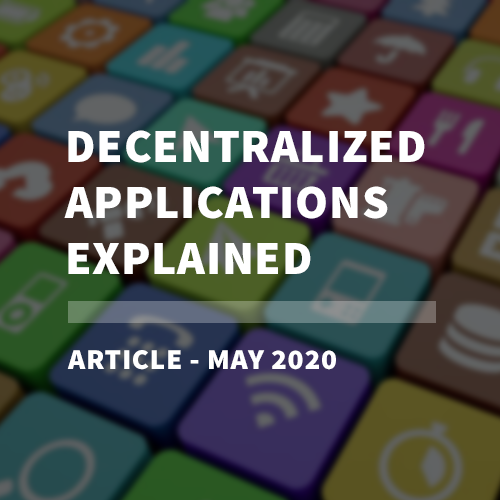 DECENTRALIZED
APPLICATIONS
EXPLAINED
ARTICLE - MAY 2020